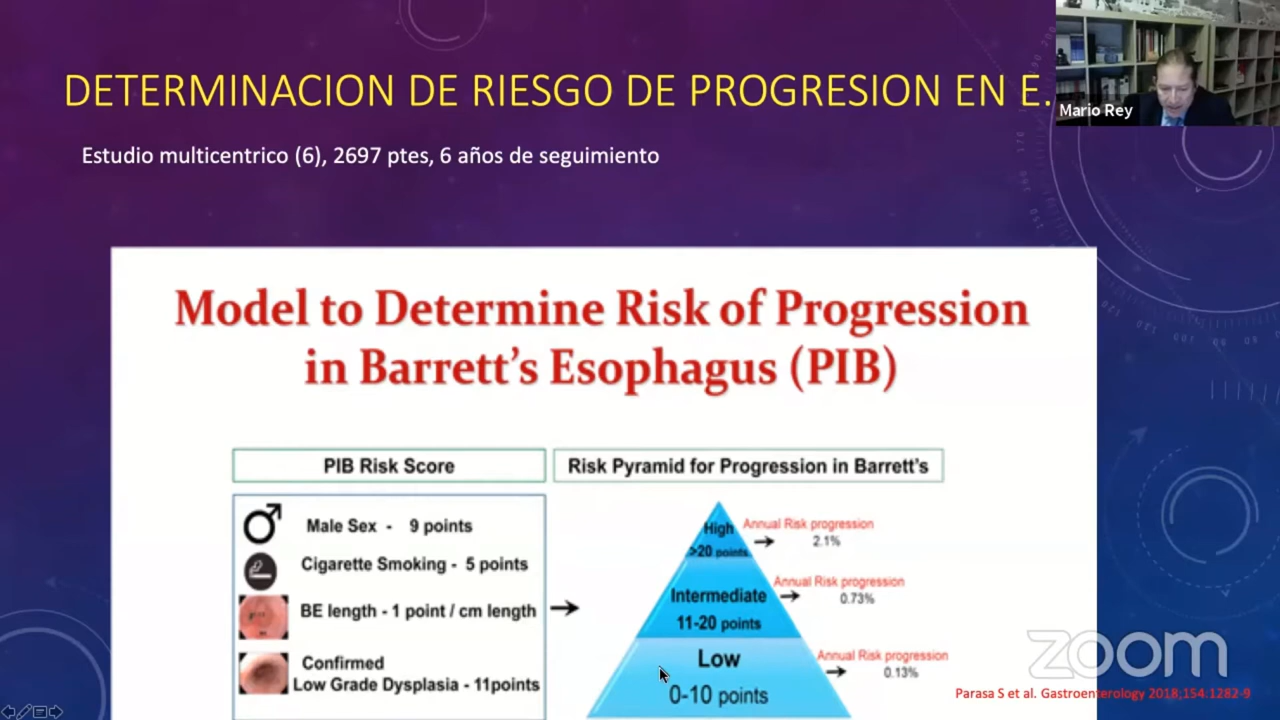 DETERMINACION DE RIESGO DE PROGRESION EN E.
Mario Rey
Estudio multicentrico (6), 2697 ptes, 6 años de seguimiento
Model to Determine Risk of Progression
in Barrett's Esophagus (PIB)
PIB Risk Score
Risk Pyramid for Progression in Barrett's
Male Sex - 9 points
Cigarette Smoking - 5 points
BE length - 1 point / cm length
Confirmed
Low Grade Dysplasia - 11points
High
>20 points
Annual Risk progression
2.1%
Intermediate
11-20 points
Annual Risk progression
0.73%
Low
0-10 points
Annual Risk progression
0.13%
zoom
Parasa S et al. Gastroenterology 2018;154:1282-9